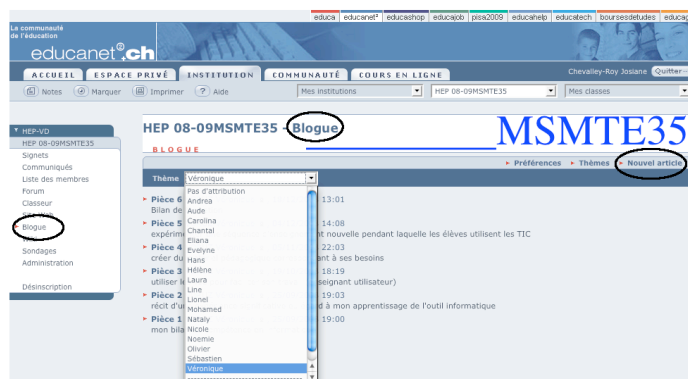 educa educanet² educashop educajob pisa2009 educahelp educatech boursesdetudes educag
La communauté
de l'éducation
educanet².ch
ACCUEIL ESPACE PRIVÉ INSTITUTION COMMUNAUTÉ COURS EN LIGNE
Chevalley-Roy Josiane Quitter
Notes Marquer Imprimer ? Aide
Mes institutions HEP 08-09MSMTE35 Mes classes
HEP-VD
HEP 08-09MSMTE35
Signets
Communiqués
Liste des membres
Forum
Classeur
Site Web
Blogue
Wiki
Sondages
Administration
Désinscription
HEP 08-09MSMTE35 - Blogue
MSMTE35
BLOGUE
Préférences Thèmes Nouvel article
Thème Véronique
Pas d'attribution
Andrea
Aude
Carolina
Chantal
Eliana
Evelyne
Hans
Hélène
Laura
Line
Lionel
Mohamed
Nataly
Nicole
Noemie
Olivier
Sébastien
Véronique
Pièce 6 13:01
Bilan de
Pièce 5 14:08
expérim nt nouvelle pendant laquelle les élèves utilisent les TIC
Pièce 4 22:03
créer du ant à ses besoins
Pièce 3 18:19
utiliser l seignant utilisateur)
Pièce 2 19:03
récit d'u d à mon apprentissage de l'outil informatique
Pièce 1 19:00
mon bila